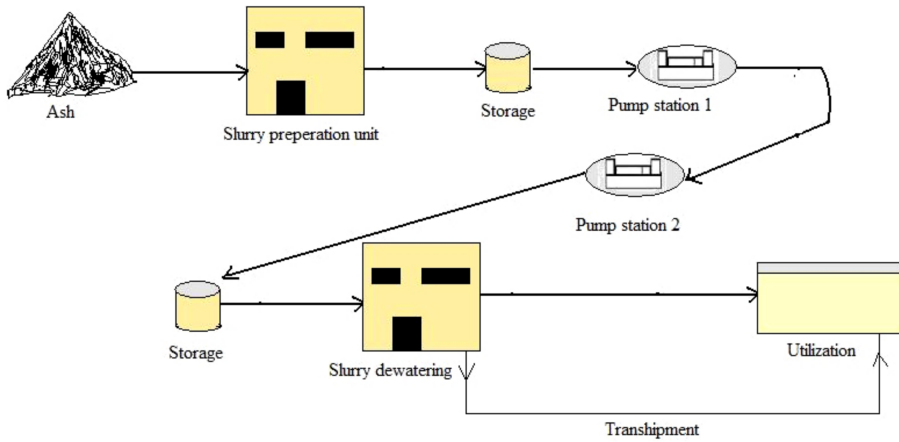 Ash
Slurry preperation unit
Storage
Pump station 1
Pump station 2
Storage
Slurry dewatering
Utilization
Transhipment